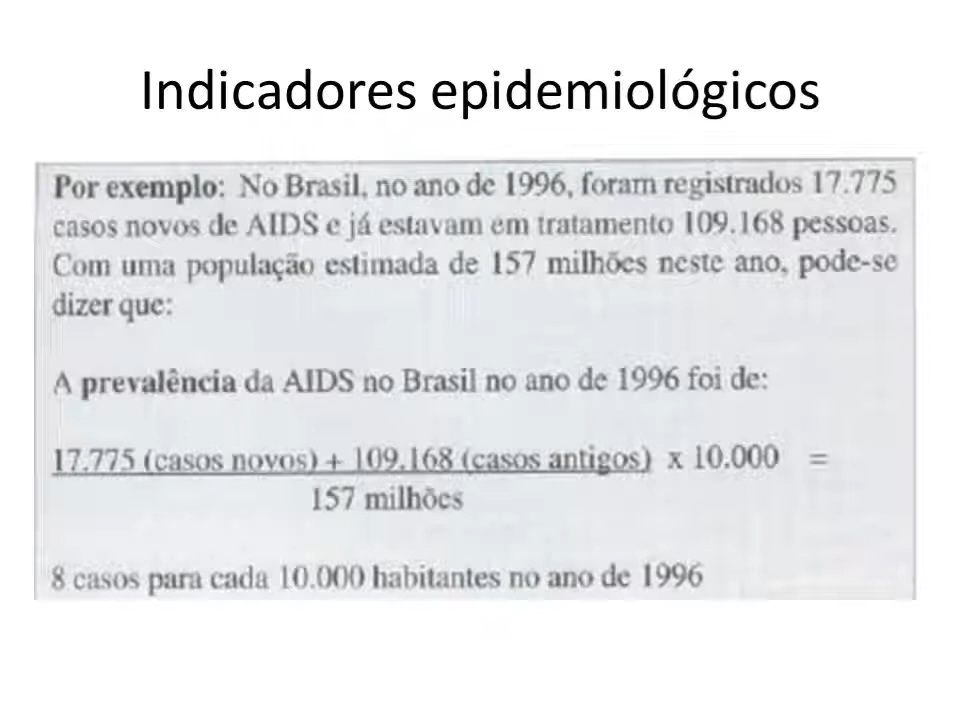 Indicadores epidemiológicos
Por exemplo: No Brasil, no ano de 1996, foram registrados 17.775
casos novos de AIDS e já estavam em tratamento 109.168 pessoas.
Com uma população estimada de 157 milhões neste ano, pode-se
dizer que:
A prevalência da AIDS no Brasil no ano de 1996 foi de:
17.775 (casos novos) + 109.168 (casos antigos) x 10.000 =
157 milhões
8 casos para cada 10.000 habitantes no ano de 1996